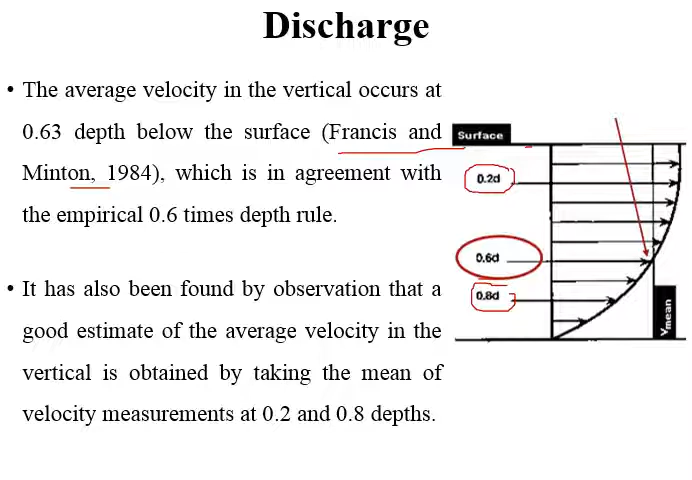 Discharge
• The average velocity in the vertical occurs at
0.63 depth below the surface (Francis and
Minton, 1984), which is in agreement with
the empirical 0.6 times depth rule.
• It has also been found by observation that a
good estimate of the average velocity in the
vertical is obtained by taking the mean of
velocity measurements at 0.2 and 0.8 depths.
Surface
0.2d
0.6d
0.8d
Vmean